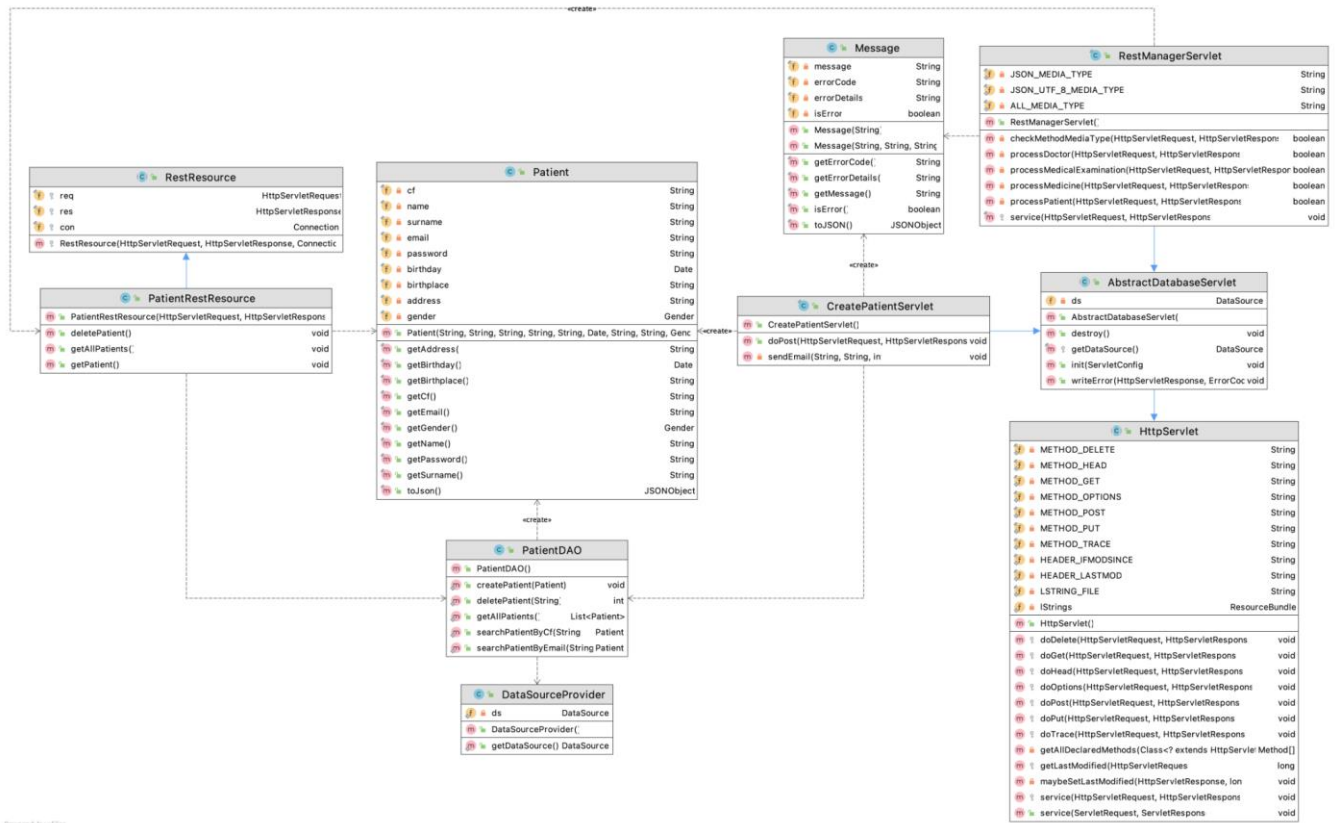 «create»
Message
message String
errorCode String
errorDetails String
isError boolean
Message(String)
Message(String, String, String
getErrorCode( String
getErrorDetails( String
getMessage() String
isError( boolean
toJSON() JSONObject
RestManagerServlet
JSON_MEDIA_TYPE String
JSON_UTF_8_MEDIA_TYPE String
ALL_MEDIA_TYPE String
RestManagerServlet(
checkMethodMediaType(HttpServletRequest, HttpServletRespon: boolean
processDoctor(HttpServletRequest, HttpServletRespons boolean
processMedicalExamination(HttpServletRequest, HttpServletRespor boolean
processMedicine(HttpServletRequest, HttpServletRespon: boolean
processPatient(HttpServletRequest, HttpServletRespons boolean
service(HttpServletRequest, HttpServletRespons void
RestResource
req HttpServletRequest
res HttpServletResponse
con Connection
RestResource(HttpServletRequest, HttpServletResponse, Connectic
Patient
cf String
name String
surname String
email String
password String
birthday Date
birthplace String
address String
gender Gender
Patient(String, String, String, String, String, Date, String, String, Genc
getAddress( String
getBirthday() Date
getBirthplace() String
getCf() String
getEmail() String
getGender() Gender
getName() String
getPassword() String
getSurname() String
toJson() JSONObject
PatientRestResource
PatientRestResource(HttpServletRequest, HttpServletRespons
deletePatient() void
getAllPatients() void
getPatient() void
«create»
«create»
CreatePatientServlet
CreatePatientServlet()
doPost(HttpServletRequest, HttpServletRespons void
sendEmail(String, String, in void
AbstractDatabaseServlet
ds DataSource
AbstractDatabaseServlet(
destroy() void
getDataSource() DataSource
init(ServletConfig void
writeError(HttpServletResponse, ErrorCoc void
HttpServlet
METHOD_DELETE String
METHOD_HEAD String
METHOD_GET String
METHOD_OPTIONS String
METHOD_POST String
METHOD_PUT String
METHOD_TRACE String
HEADER_IFMODSINCE String
HEADER_LASTMOD String
LSTRING_FILE String
lStrings ResourceBundle
HttpServlet()
doDelete(HttpServletRequest, HttpServletRespons void
doGet(HttpServletRequest, HttpServletRespons void
doHead(HttpServletRequest, HttpServletRespons void
doOptions(HttpServletRequest, HttpServletRespons void
doPost(HttpServletRequest, HttpServletRespons void
doPut(HttpServletRequest, HttpServletRespons void
doTrace(HttpServletRequest, HttpServletRespons void
getAllDeclaredMethods(Class<? extends HttpServlet Method[]
getLastModified(HttpServletReques long
maybeSetLastModified(HttpServletResponse, lon void
service(HttpServletRequest, HttpServletRespons void
service(ServletRequest, ServletRespons void
«create»
PatientDAO
PatientDAO()
createPatient(Patient) void
deletePatient(String) int
getAllPatients( List<Patient>
searchPatientByCf(String Patient
searchPatientByEmail(String Patient
DataSourceProvider
ds DataSource
DataSourceProvider(
getDataSource() DataSource